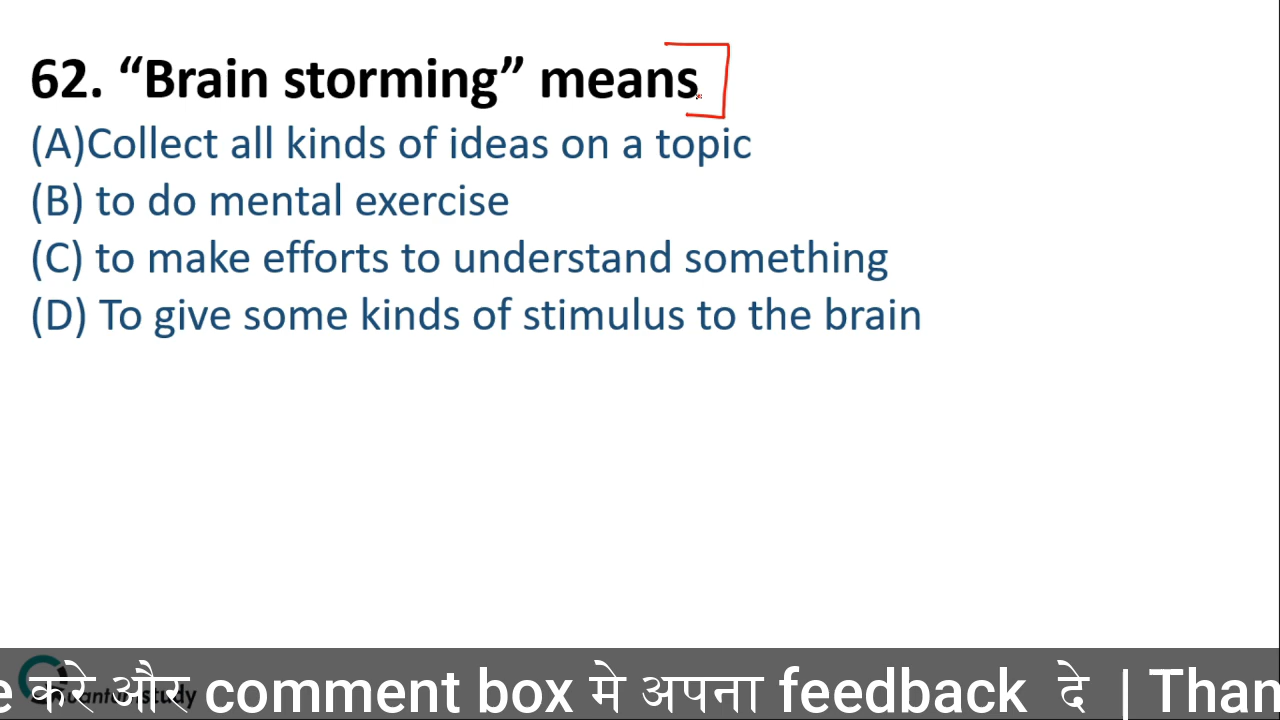 62. “Brain storming” means
(A)Collect all kinds of ideas on a topic
(B) to do mental exercise
(C) to make efforts to understand something
(D) To give some kinds of stimulus to the brain
e करे और comment box मे अपना feedback दे | Than